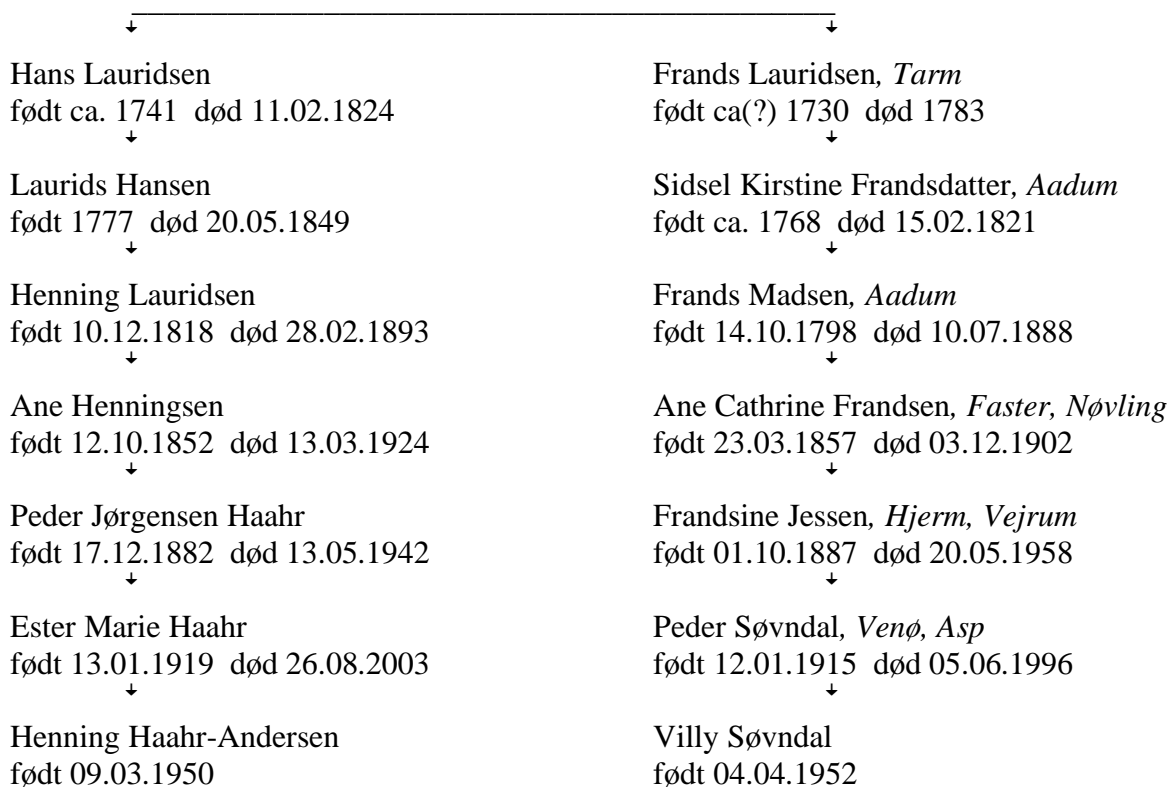 Hans Lauridsen
født ca. 1741 død 11.02.1824
Laurids Hansen
født 1777 død 20.05.1849
Henning Lauridsen
født 10.12.1818 død 28.02.1893
Ane Henningsen
født 12.10.1852 død 13.03.1924
Peder Jørgensen Haahr
født 17.12.1882 død 13.05.1942
Ester Marie Haahr
født 13.01.1919 død 26.08.2003
Henning Haahr-Andersen
født 09.03.1950
Frands Lauridsen, Tarm
født ca(?) 1730 død 1783
Sidsel Kirstine Frandsdatter, Aadum
født ca. 1768 død 15.02.1821
Frands Madsen, Aadum
født 14.10.1798 død 10.07.1888
Ane Cathrine Frandsen, Faster, Nøvling
født 23.03.1857 død 03.12.1902
Frandsine Jessen, Hjerm, Vejrum
født 01.10.1887 død 20.05.1958
Peder Søvndal, Venø, Asp
født 12.01.1915 død 05.06.1996
Villy Søvndal
født 04.04.1952